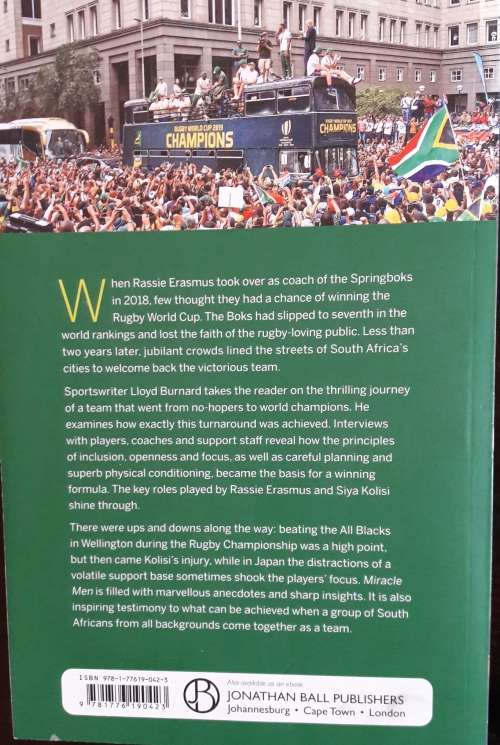 RUGBY WORLD CUP 2019
CHAMPIONS
RUGBY WORLD CUP 2019
CHAMPIONS
When Rassie Erasmus took over as coach of the Springboks
in 2018, few thought they had a chance of winning the
Rugby World Cup. The Boks had slipped to seventh in the
world rankings and lost the faith of the rugby-loving public. Less than
two years later, jubilant crowds lined the streets of South Africa's
cities to welcome back the victorious team.
Sportswriter Lloyd Burnard takes the reader on the thrilling journey
of a team that went from no-hopers to world champions. He
examines how exactly this turnaround was achieved. Interviews
with players, coaches and support staff reveal how the principles
of inclusion, openness and focus, as well as careful planning and
superb physical conditioning, became the basis for a winning
formula. The key roles played by Rassie Erasmus and Siya Kolisi
shine through.
There were ups and downs along the way: beating the All Blacks
in Wellington during the Rugby Championship was a high point,
but then came Kolisi's injury, while in Japan the distractions of a
volatile support base sometimes shook the players' focus. Miracle
Men is filled with marvellous anecdotes and sharp insights. It is also
inspiring testimony to what can be achieved when a group of South
Africans from all backgrounds come together as a team.
ISBN 978-1-77619-042-3
9 781776 190423
JB
Also available as an ebook
JONATHAN BALL PUBLISHERS
Johannesburg • Cape Town • London